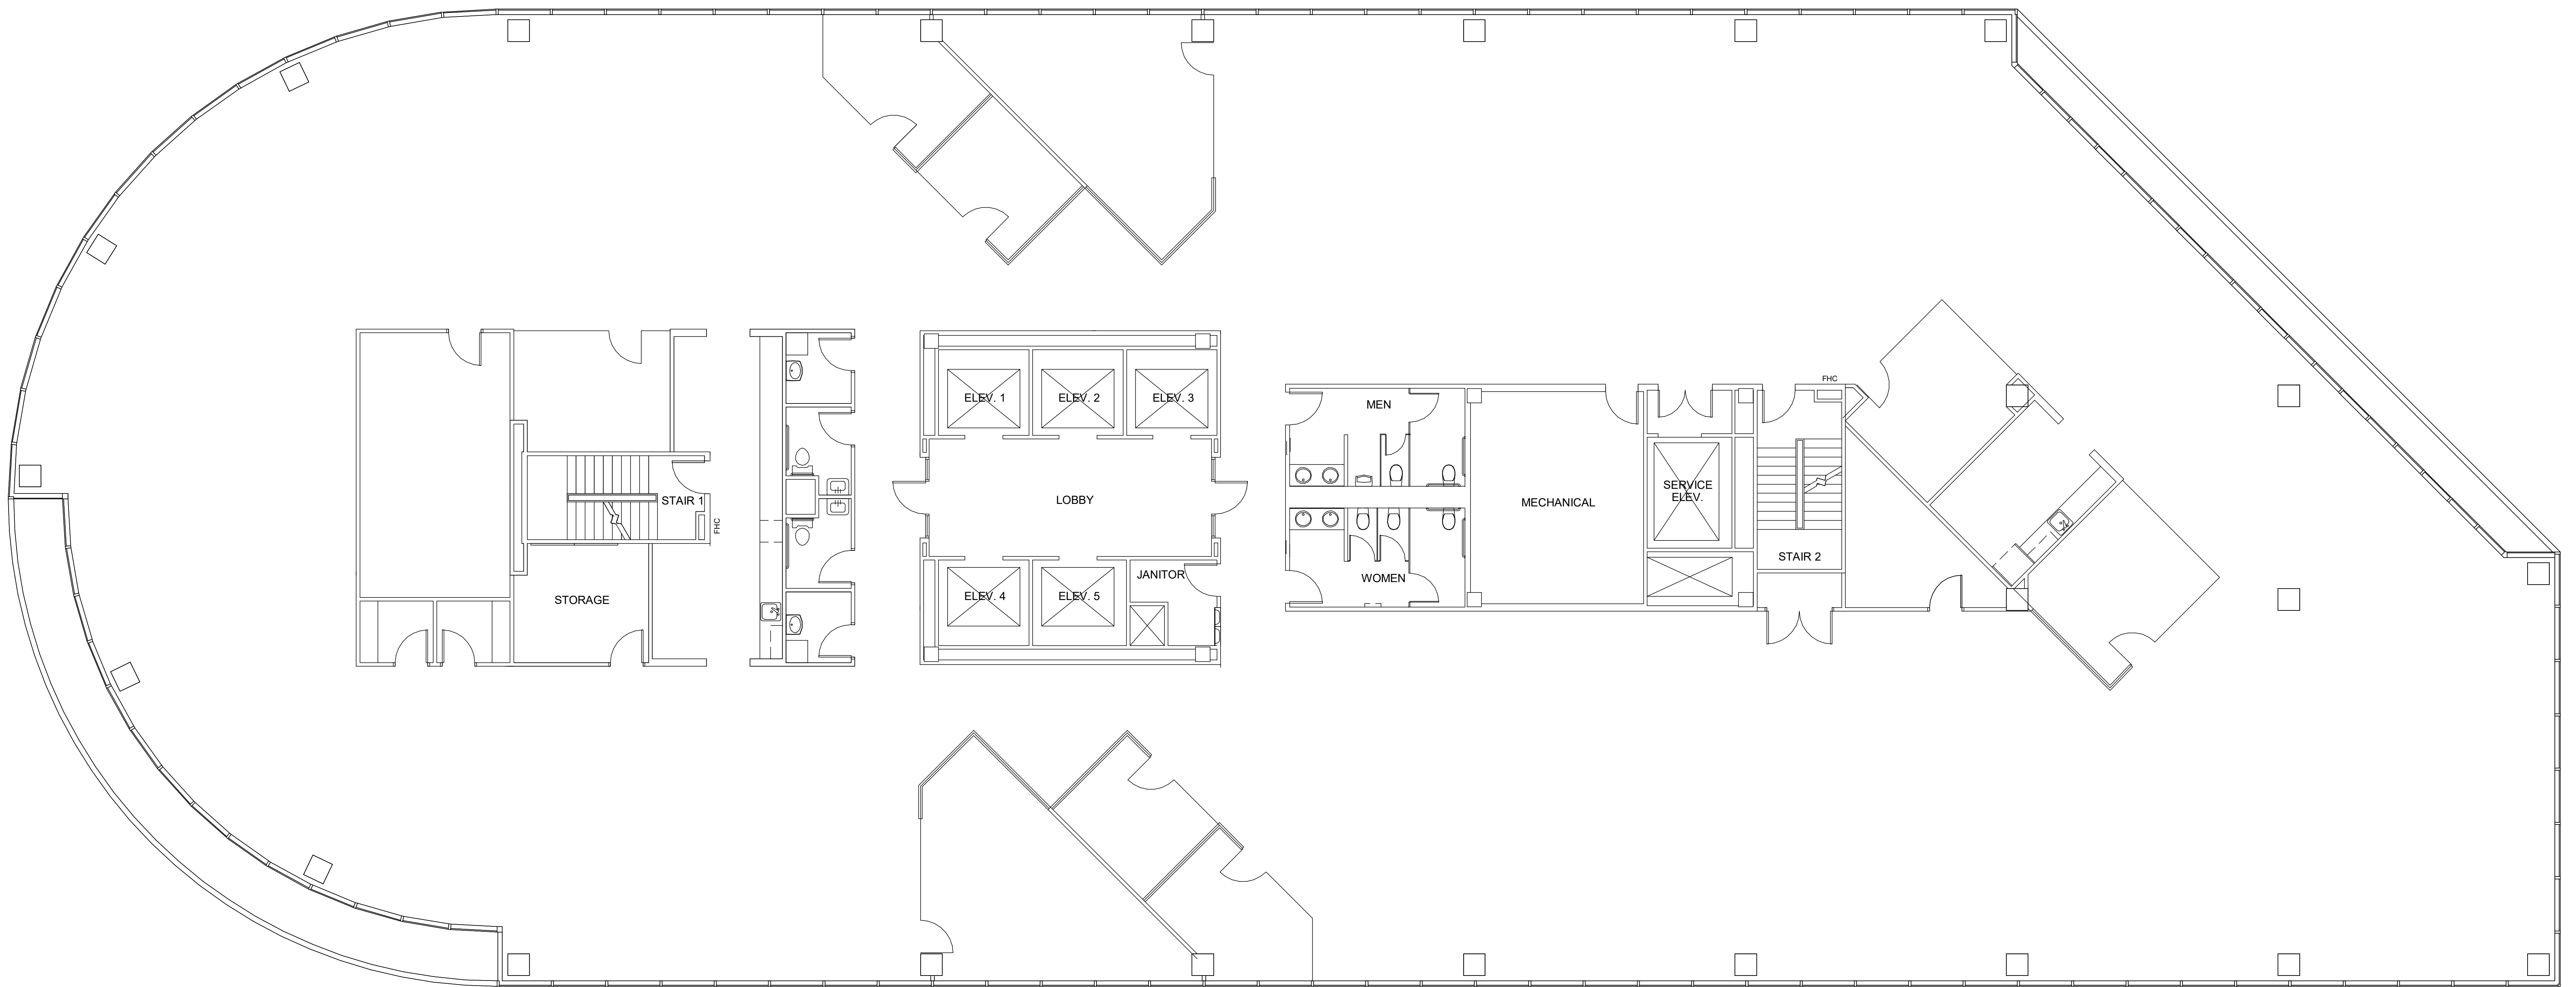 FHC
ELEV. 1
ELEV. 2
ELEV. 3
MEN
LOBBY
STAIR 1
FHC
MECHANICAL
SERVICE
ELEV.
STAIR 2
JANITOR
WOMEN
STORAGE
ELEV. 4
ELEV. 5